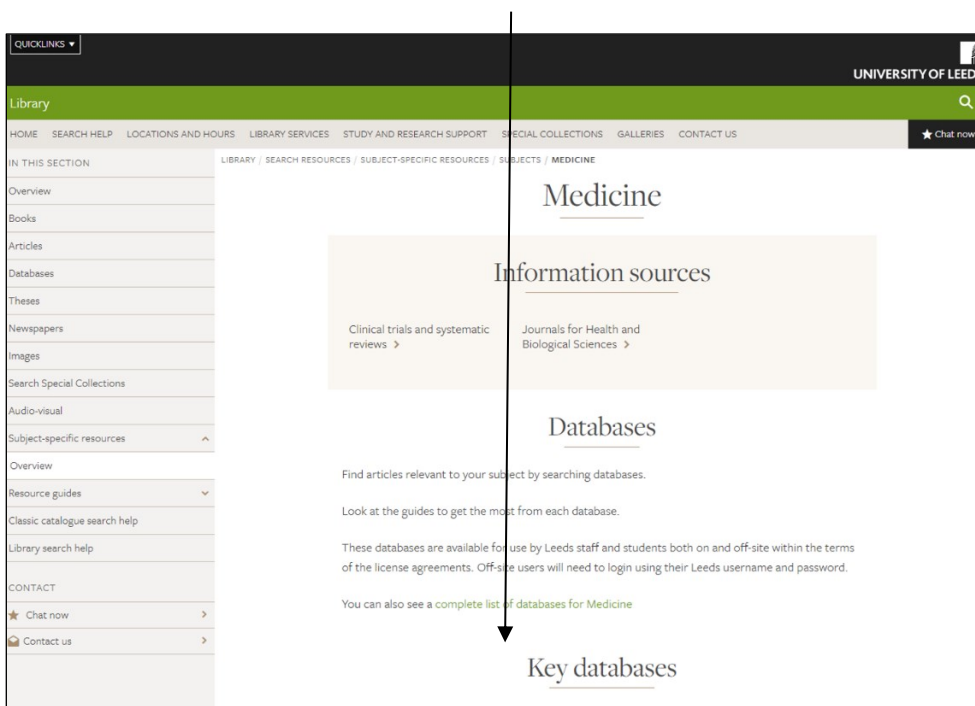 QUICKLINKS ▼
UNIVERSITY OF LEED
Library
HOME SEARCH HELP LOCATIONS AND HOURS LIBRARY SERVICES STUDY AND RESEARCH SUPPORT SPECIAL COLLECTIONS GALLERIES CONTACT US
★ Chat now
IN THIS SECTION
Overview
Books
Articles
Databases
Theses
Newspapers
Images
Search Special Collections
Audio-visual
Subject-specific resources
Overview
Resource guides
Classic catalogue search help
Library search help
CONTACT
Chat now
Contact us
LIBRARY / SEARCH RESOURCES / SUBJECT-SPECIFIC RESOURCES / SUBJECTS / MEDICINE
Medicine
Information sources
Clinical trials and systematic
reviews >
Journals for Health and
Biological Sciences >
Databases
Find articles relevant to your subject by searching databases.
Look at the guides to get the most from each database.
These databases are available for use by Leeds staff and students both on and off-site within the terms
of the license agreements. Off-site users will need to login using their Leeds username and password.
You can also see a complete list of databases for Medicine
Key databases